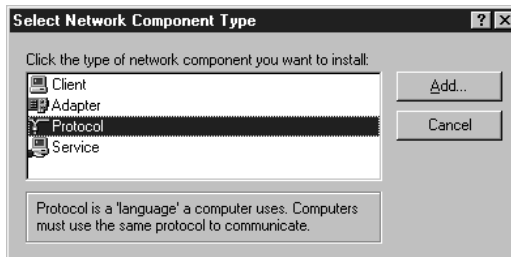 Select Network Component Type
Click the type of network component you want to install:
Client
Adapter
Protocol
Service
Add...
Cancel
Protocol is a 'language' a computer uses. Computers
must use the same protocol to communicate.